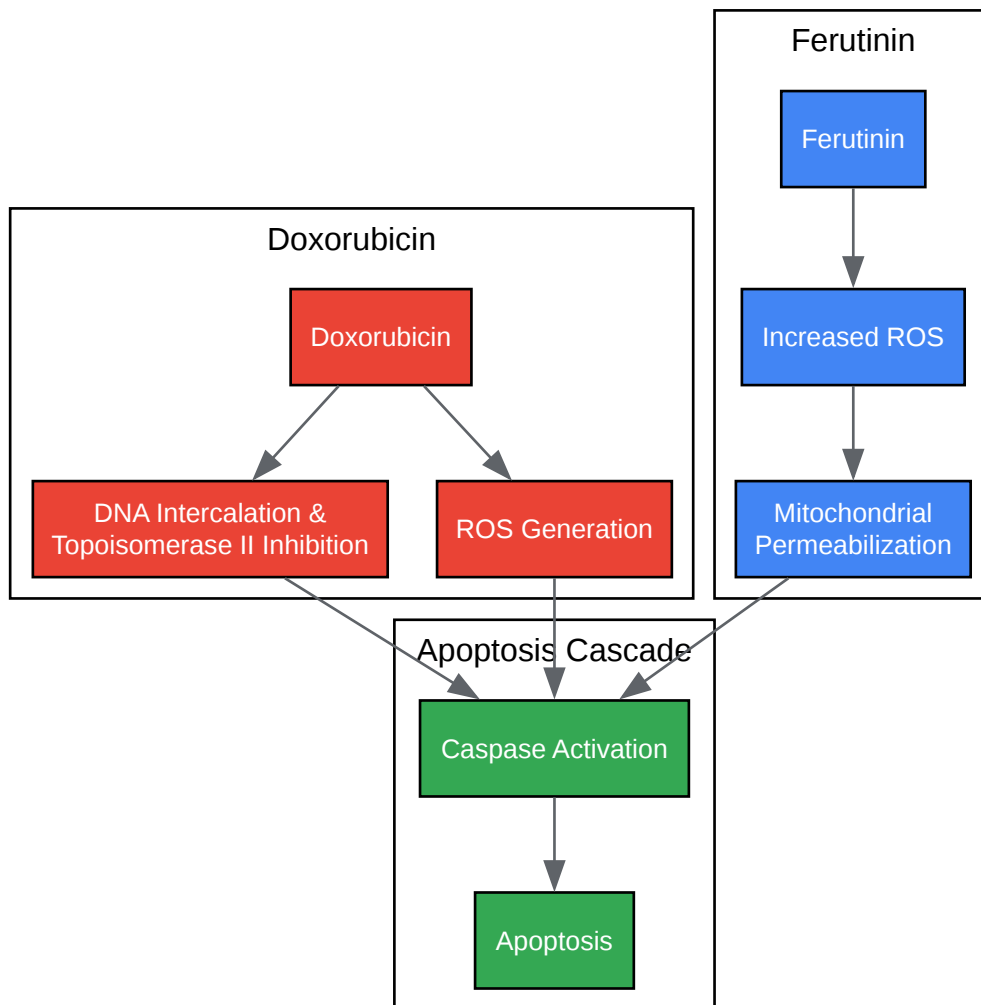 Ferutinin
Ferutinin
Doxorubicin
Doxorubicin
Increased ROS
DNA Intercalation &
Topoisomerase II Inhibition
ROS Generation
Mitochondrial
Permeabilization
Apoptosis Cascade
Caspase Activation
Apoptosis